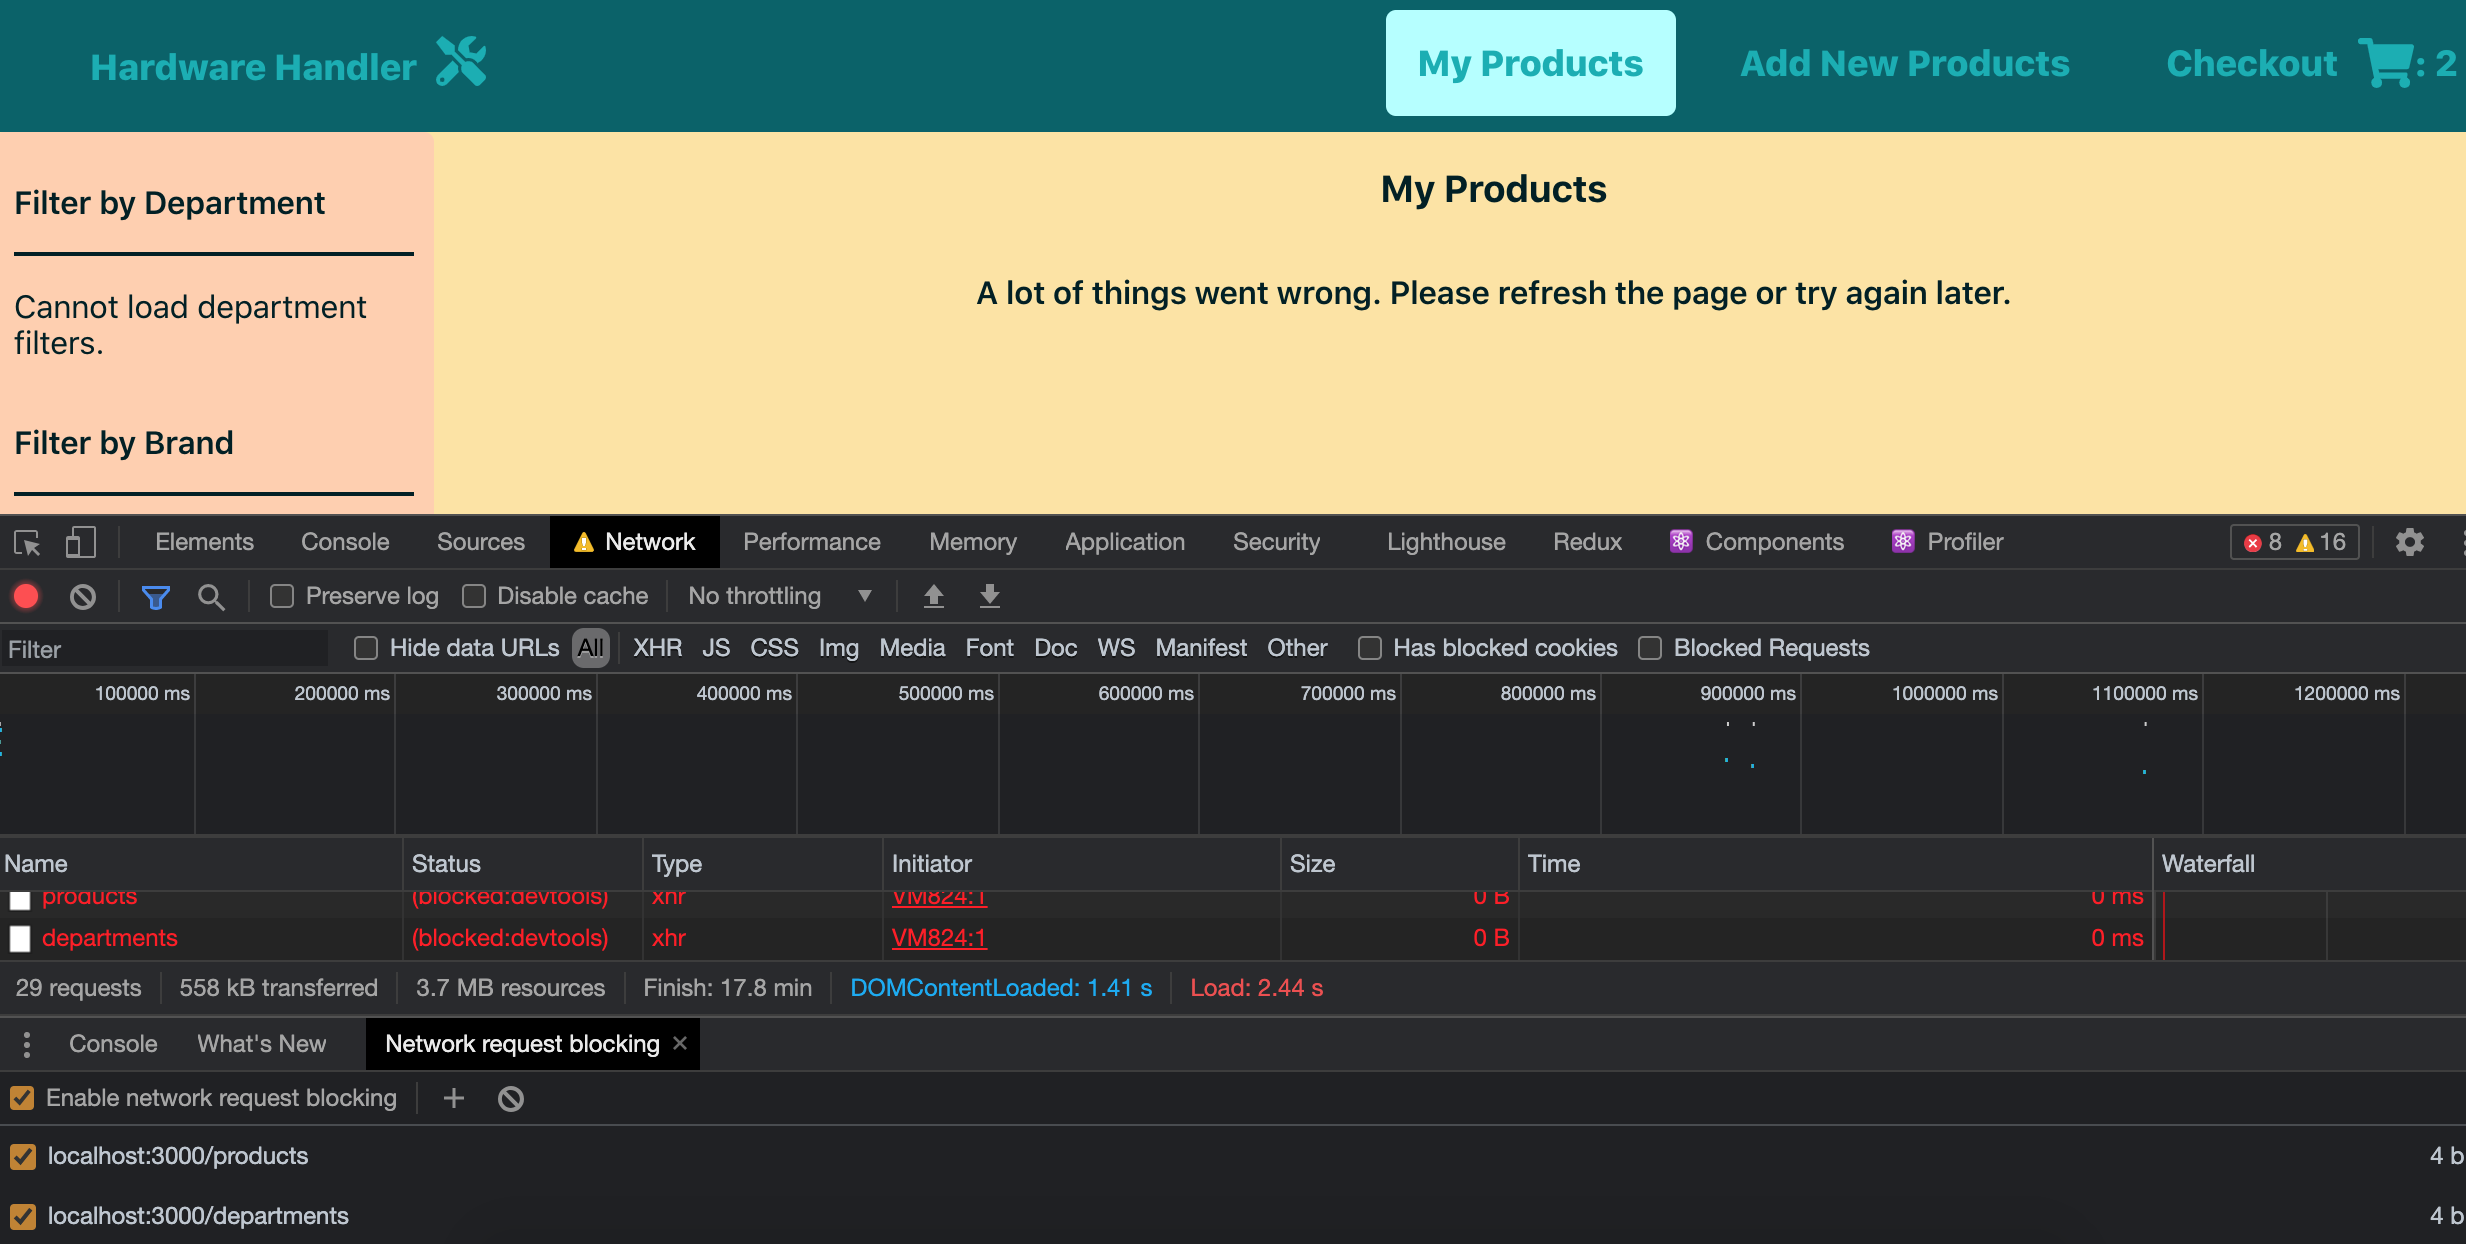 Hardware Handler
My Products
Add New Products
Checkout : 2
Filter by Department
Cannot load department
filters.
Filter by Brand
My Products
A lot of things went wrong. Please refresh the page or try again later.
Elements Console Sources Network Performance Memory Application Security Lighthouse Redux Components Profiler 8 16
Preserve log Disable cache No throttling
Filter Hide data URLs All XHR JS CSS Img Media Font Doc WS Manifest Other Has blocked cookies Blocked Requests
100000 ms 200000 ms 300000 ms 400000 ms 500000 ms 600000 ms 700000 ms 800000 ms 900000 ms 1000000 ms 1100000 ms 1200000 ms
Name Status Type Initiator Size Time Waterfall
products (blocked:devtools) xhr VM824:1 0 B 0 ms
departments (blocked:devtools) xhr VM824:1 0 B 0 ms
29 requests 558 kB transferred 3.7 MB resources Finish: 17.8 min DOMContentLoaded: 1.41 s Load: 2.44 s
Console What's New Network request blocking
Enable network request blocking
localhost:3000/products 4 b
localhost:3000/departments 4 b